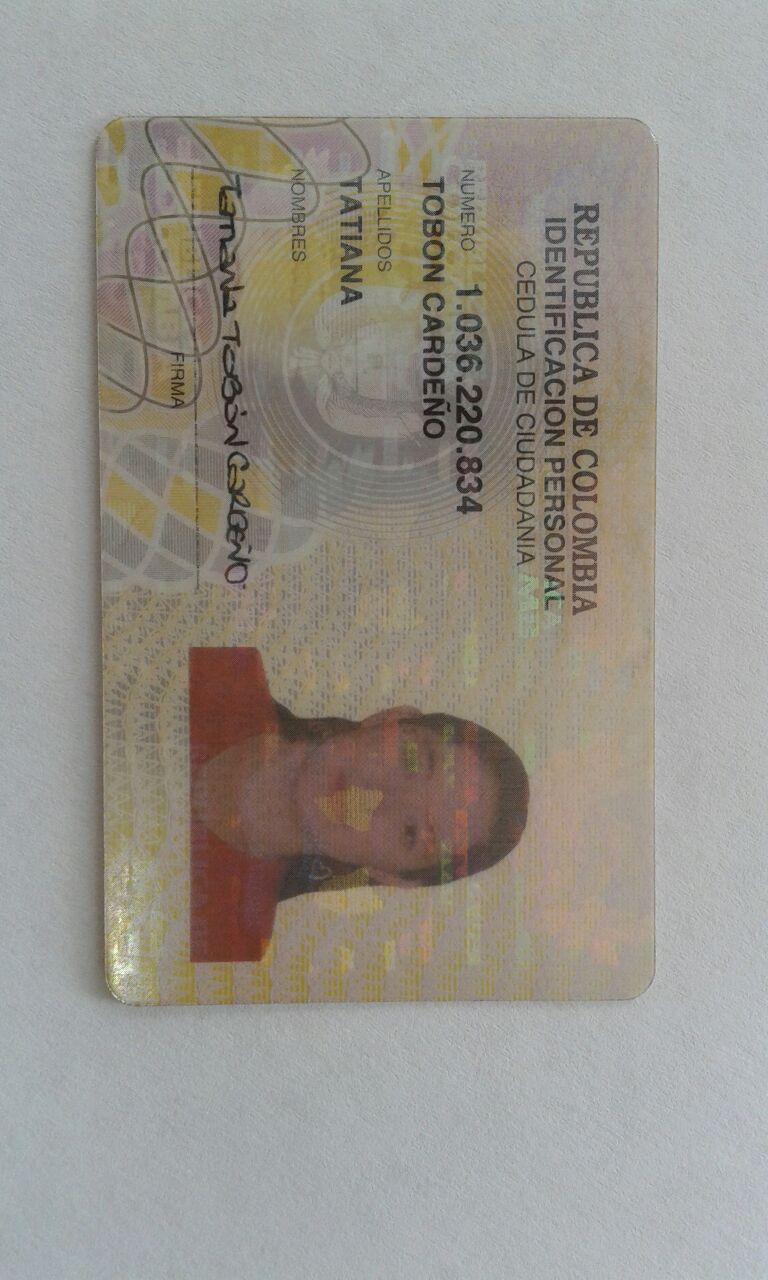 REPUBLICA DE COLOMBIA
IDENTIFICACION PERSONAL
CEDULA DE CIUDADANIA
NUMERO 1.036.220.834
TOBON CARDEÑO
APELLIDOS
TATIANA
NOMBRES
Tatiana Tobón Cardeño
FIRMA